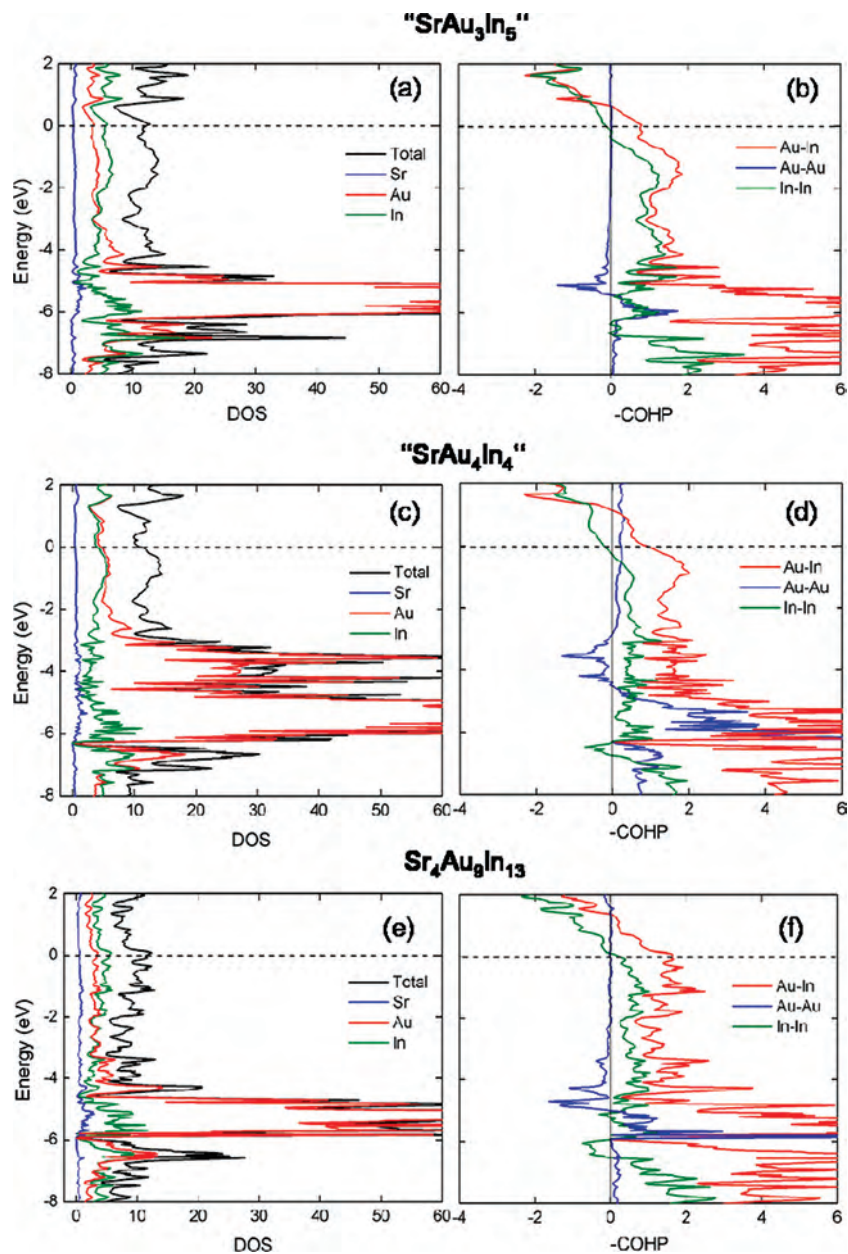 "SrAu3In5"
(a)
Total
Sr
Au
In
Energy (eV)
2
0
-2
-4
-6
-8
0 10 20 30 40 50 60
DOS
(b)
Au-In
Au-Au
In-In
-4 -2 0 2 4 6
-COHP
"SrAu4In4"
(c)
Total
Sr
Au
In
Energy (eV)
2
0
-2
-4
-6
-8
0 10 20 30 40 50 60
DOS
(d)
Au-In
Au-Au
In-In
-4 -2 0 2 4 6
-COHP
Sr4Au9In13
(e)
Total
Sr
Au
In
Energy (eV)
2
0
-2
-4
-6
-8
0 10 20 30 40 50 60
DOS
(f)
Au-In
Au-Au
In-In
-4 -2 0 2 4 6
-COHP